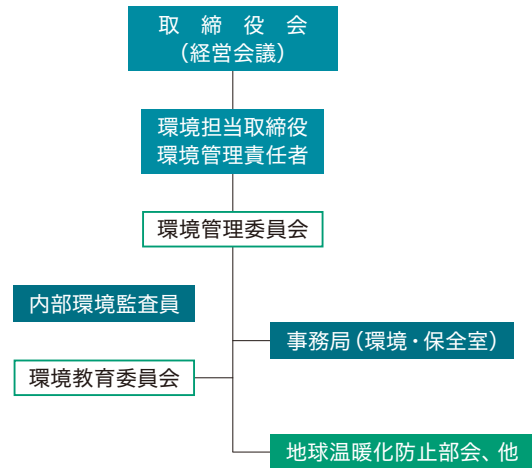 取締役会
（経営会議）
環境担当取締役
環境管理責任者
環境管理委員会
内部環境監査員
事務局（環境・保全室）
環境教育委員会
地球温暖化防止部会、他